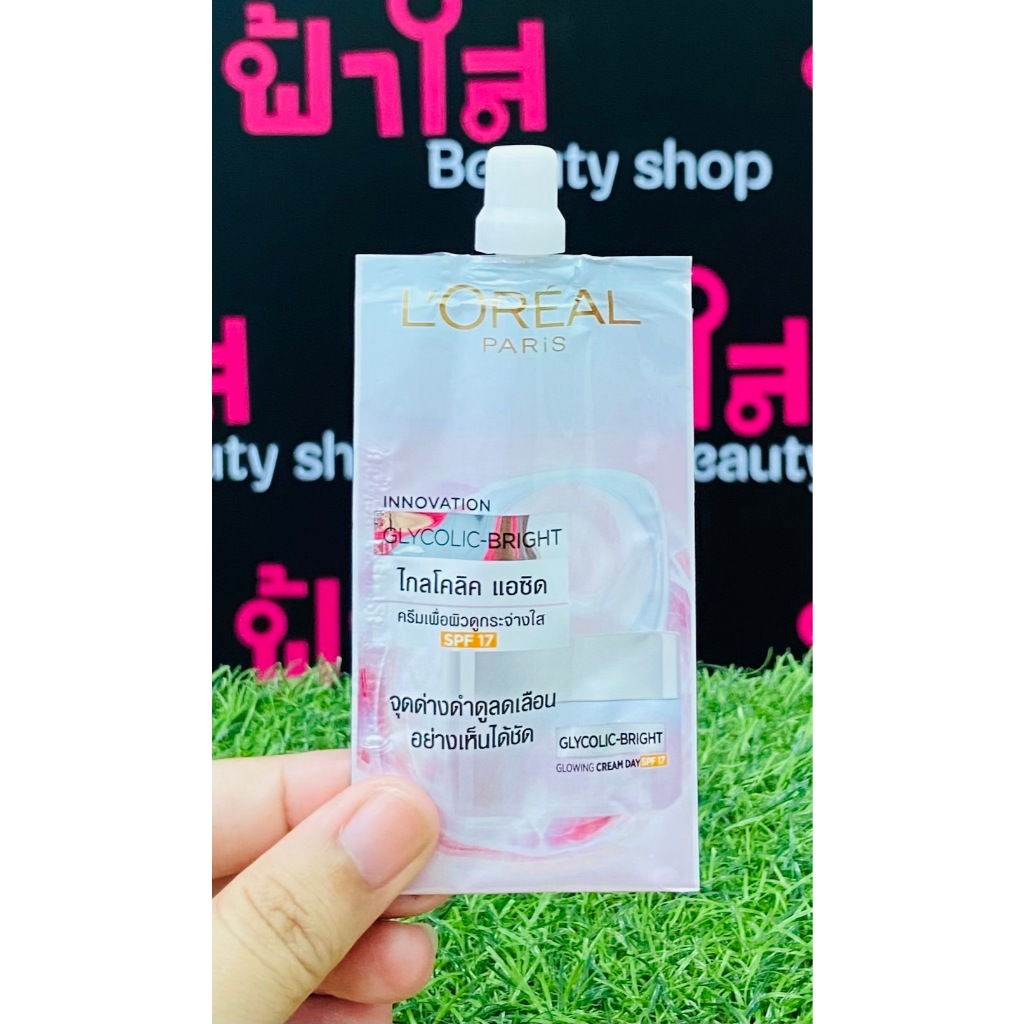 ฟ้าใส
Beauty shop
L'ORÉAL
PARiS
ใส
uty sh
eauty
INNOVATION
GLYCOLIC-BRIGHT
ไกลโคลิค แอซิด
ครีมเพื่อผิวดูกระจ่างใส
SPF 17
จุดด่างดำดูลดเลือน
อย่างเห็นได้ชัด
GLYCOLIC-BRIGHT
GLOWING CREAM DAY SPF 17